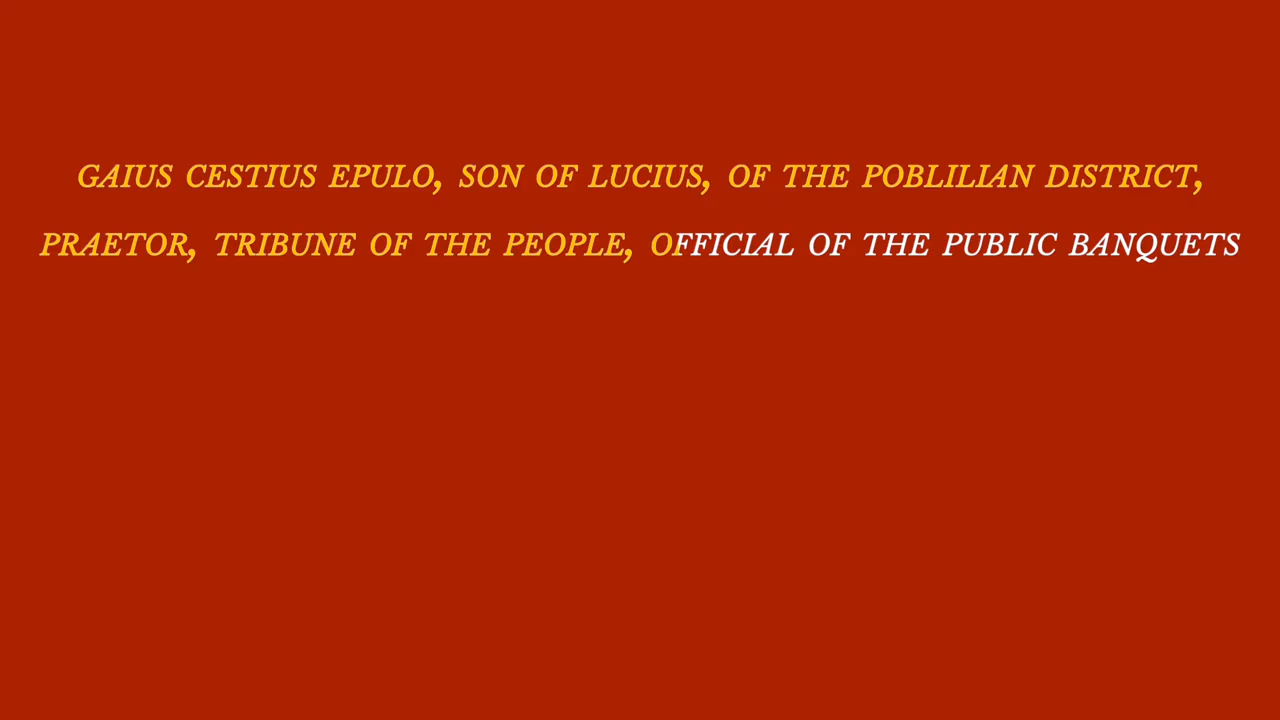 GAIUS CESTIUS EPULO, SON OF LUCIUS, OF THE POBLILIAN DISTRICT,
PRAETOR, TRIBUNE OF THE PEOPLE, OFFICIAL OF THE PUBLIC BANQUETS